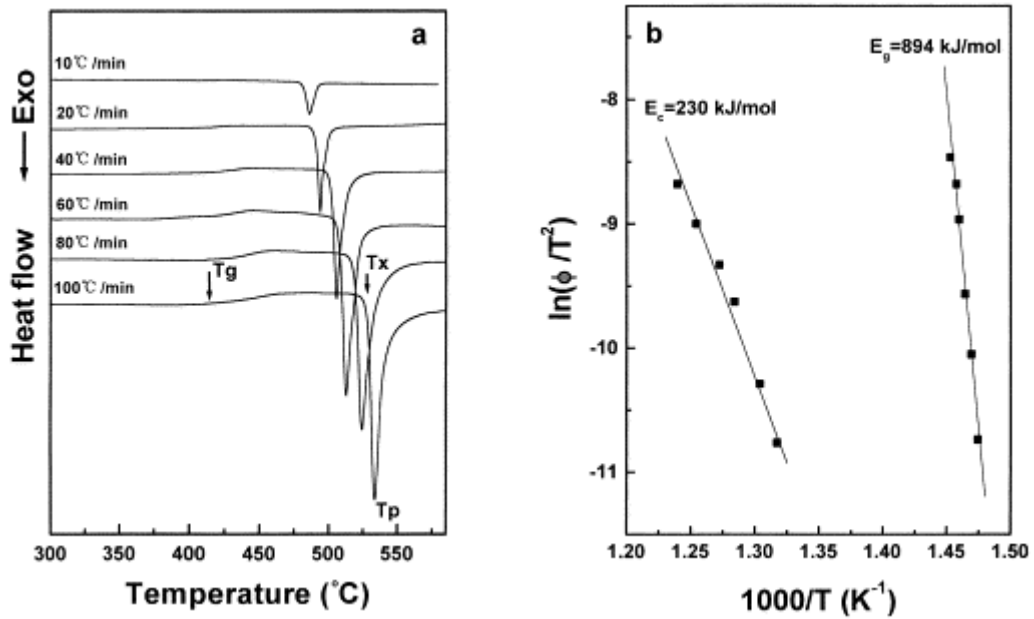 a
10℃/min
20℃/min
40℃/min
60℃/min
80℃/min
100℃/min
Tg
Tx
Tp
Heat flow
Exo
300 350 400 450 500 550
Temperature (°C)
b
E_g=894 kJ/mol
E_c=230 kJ/mol
-8
-9
-10
-11
ln(ϕ/T²)
1.20 1.25 1.30 1.35 1.40 1.45 1.50
1000/T (K⁻¹)